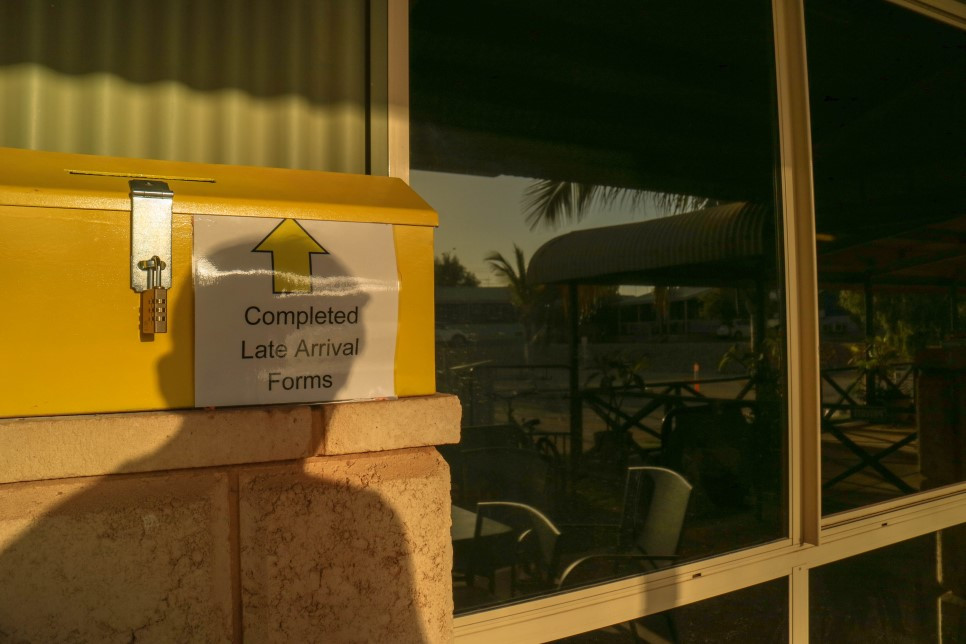 Completed
Late Arrival
Forms